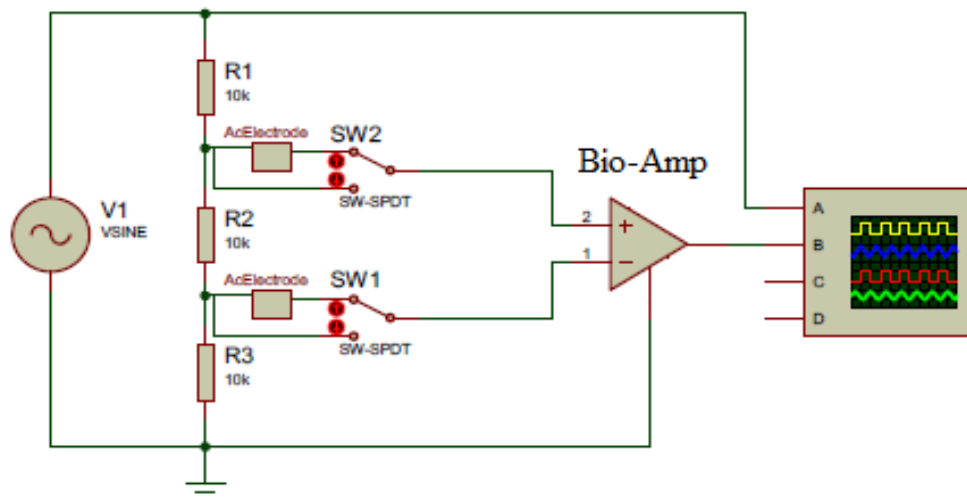 R1
10k
AcElectrode
SW2
SW-SPDT
Bio-Amp
V1
VSINE
R2
10k
2
+
1
−
AcElectrode
SW1
SW-SPDT
R3
10k
A
B
C
D